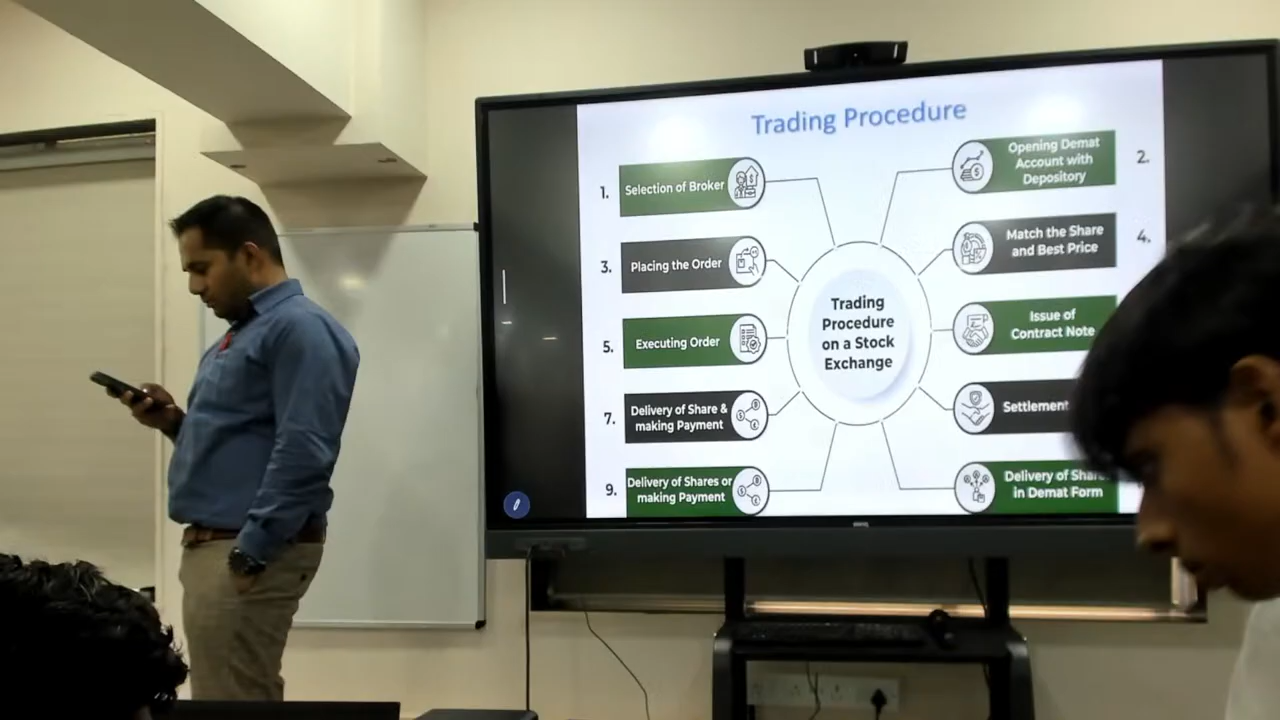 Trading Procedure
1.
Selection of Broker
Opening Demat
Account with
Depository
2.
3.
Placing the Order
Match the Share
and Best Price
4.
5.
Executing Order
Issue of
Contract Note
7.
Delivery of Share &
making Payment
Settlement
9.
Delivery of Shares or
making Payment
Delivery of Share
in Demat Form
Trading
Procedure
on a Stock
Exchange